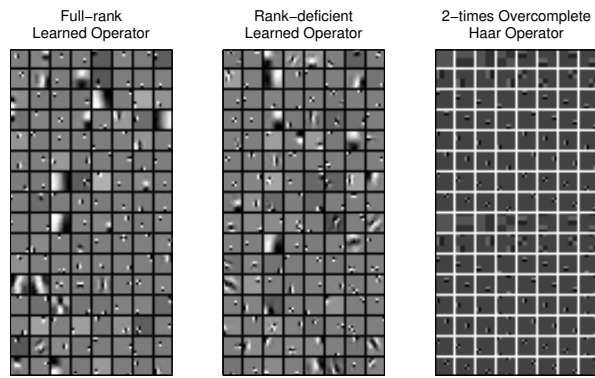 Full-rank
Learned Operator
Rank-deficient
Learned Operator
2-times Overcomplete
Haar Operator